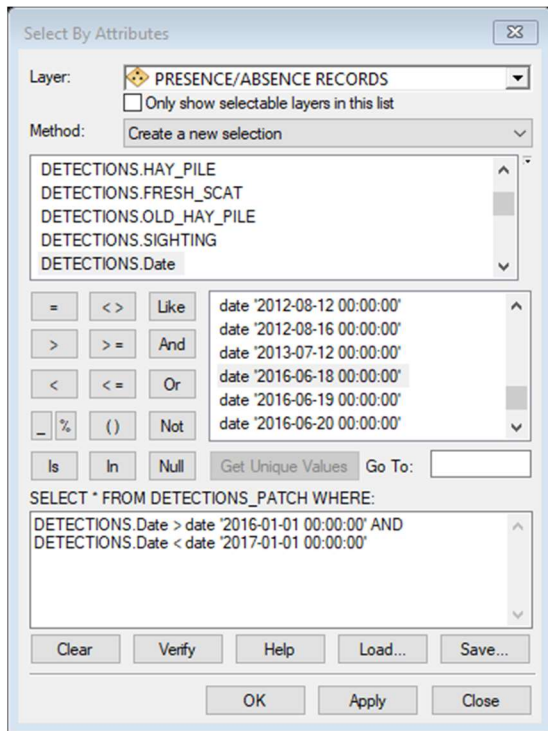 Select By Attributes
Layer: PRESENCE/ABSENCE RECORDS
Only show selectable layers in this list
Method: Create a new selection
DETECTIONS.HAY_PILE
DETECTIONS.FRESH_SCAT
DETECTIONS.OLD_HAY_PILE
DETECTIONS.SIGHTING
DETECTIONS.Date
= < > Like
> > = And
< < = Or
_ % () Not
Is In Null
date '2012-08-12 00:00:00'
date '2012-08-16 00:00:00'
date '2013-07-12 00:00:00'
date '2016-06-18 00:00:00'
date '2016-06-19 00:00:00'
date '2016-06-20 00:00:00'
Get Unique Values Go To:
SELECT * FROM DETECTIONS_PATCH WHERE:
DETECTIONS.Date > date '2016-01-01 00:00:00' AND
DETECTIONS.Date < date '2017-01-01 00:00:00'
Clear Verify Help Load... Save...
OK Apply Close